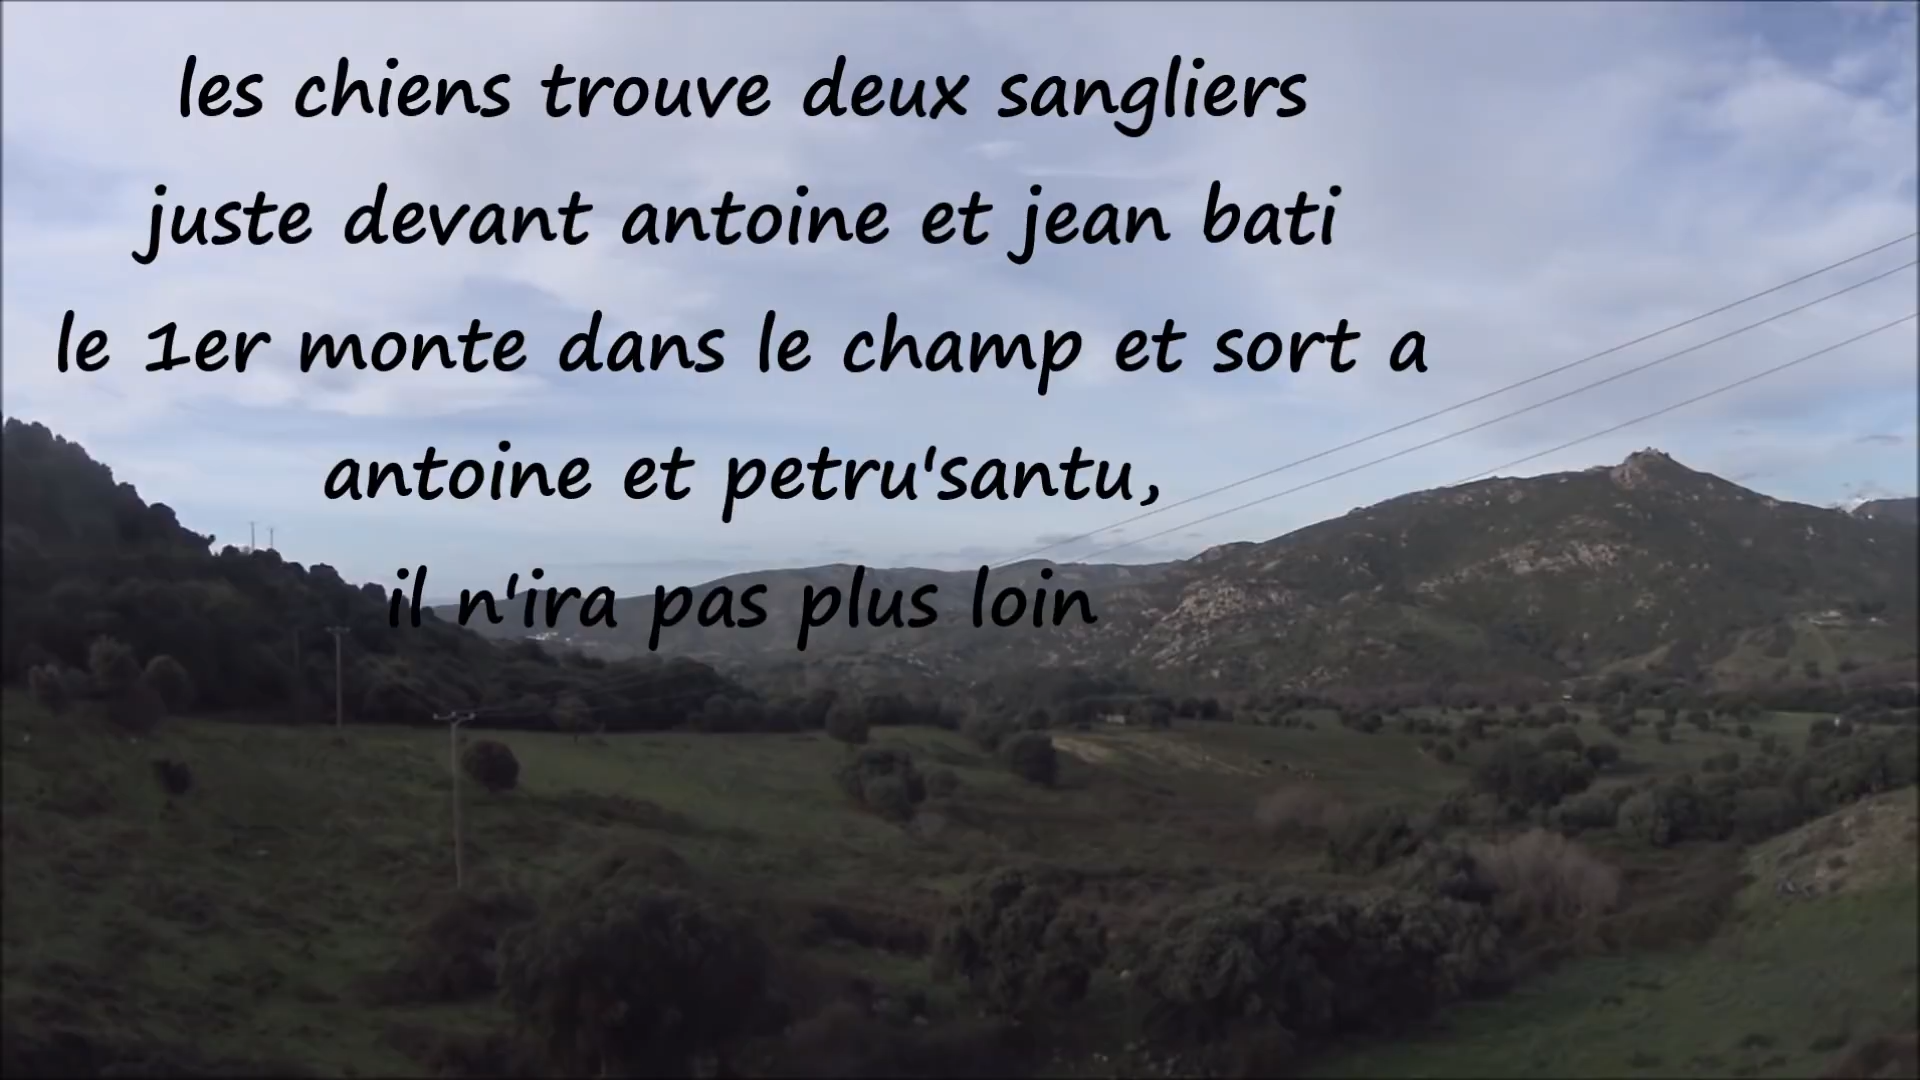 les chiens trouve deux sangliers
juste devant antoine et jean bati
le 1er monte dans le champ et sort a
antoine et petru'santu,
il n'ira pas plus loin